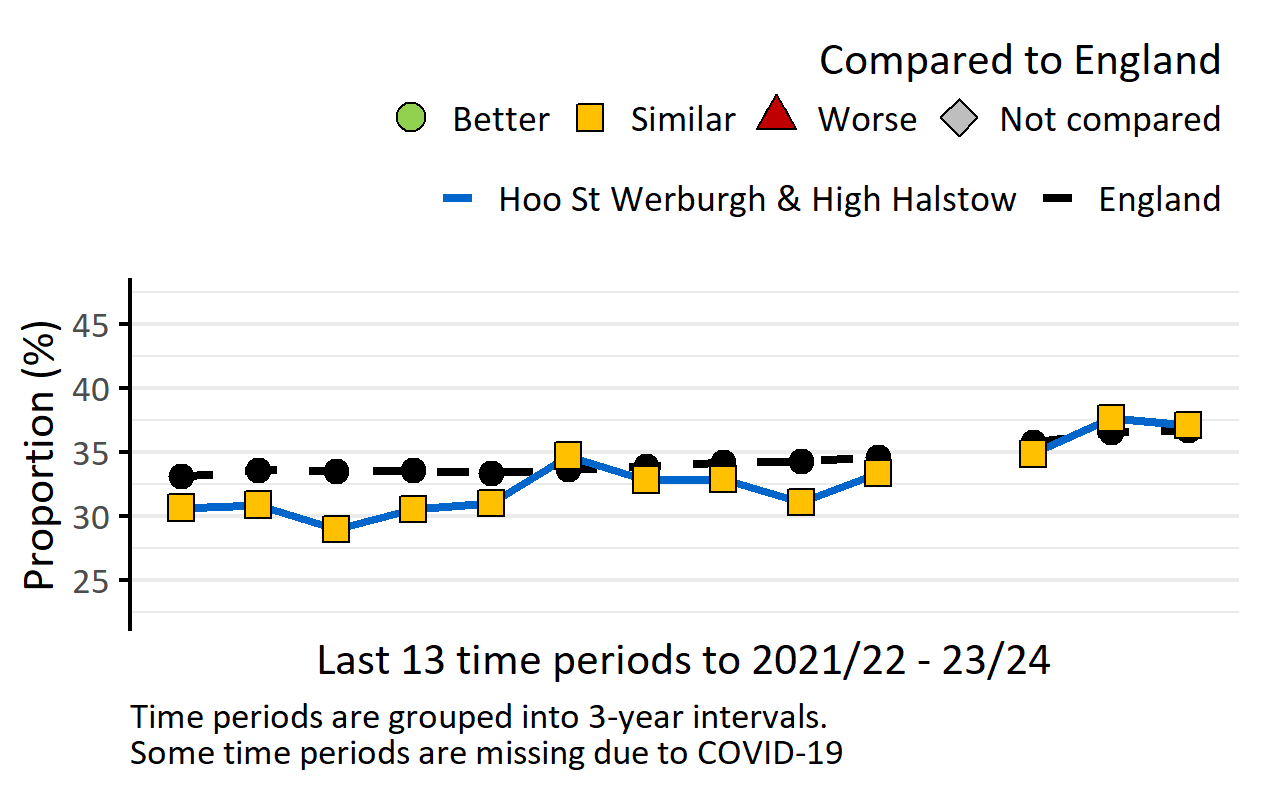 Compared to England
Better Similar Worse Not compared
Hoo St Werburgh & High Halstow England
Proportion (%)
45
40
35
30
25
Last 13 time periods to 2021/22 - 23/24
Time periods are grouped into 3-year intervals.
Some time periods are missing due to COVID-19